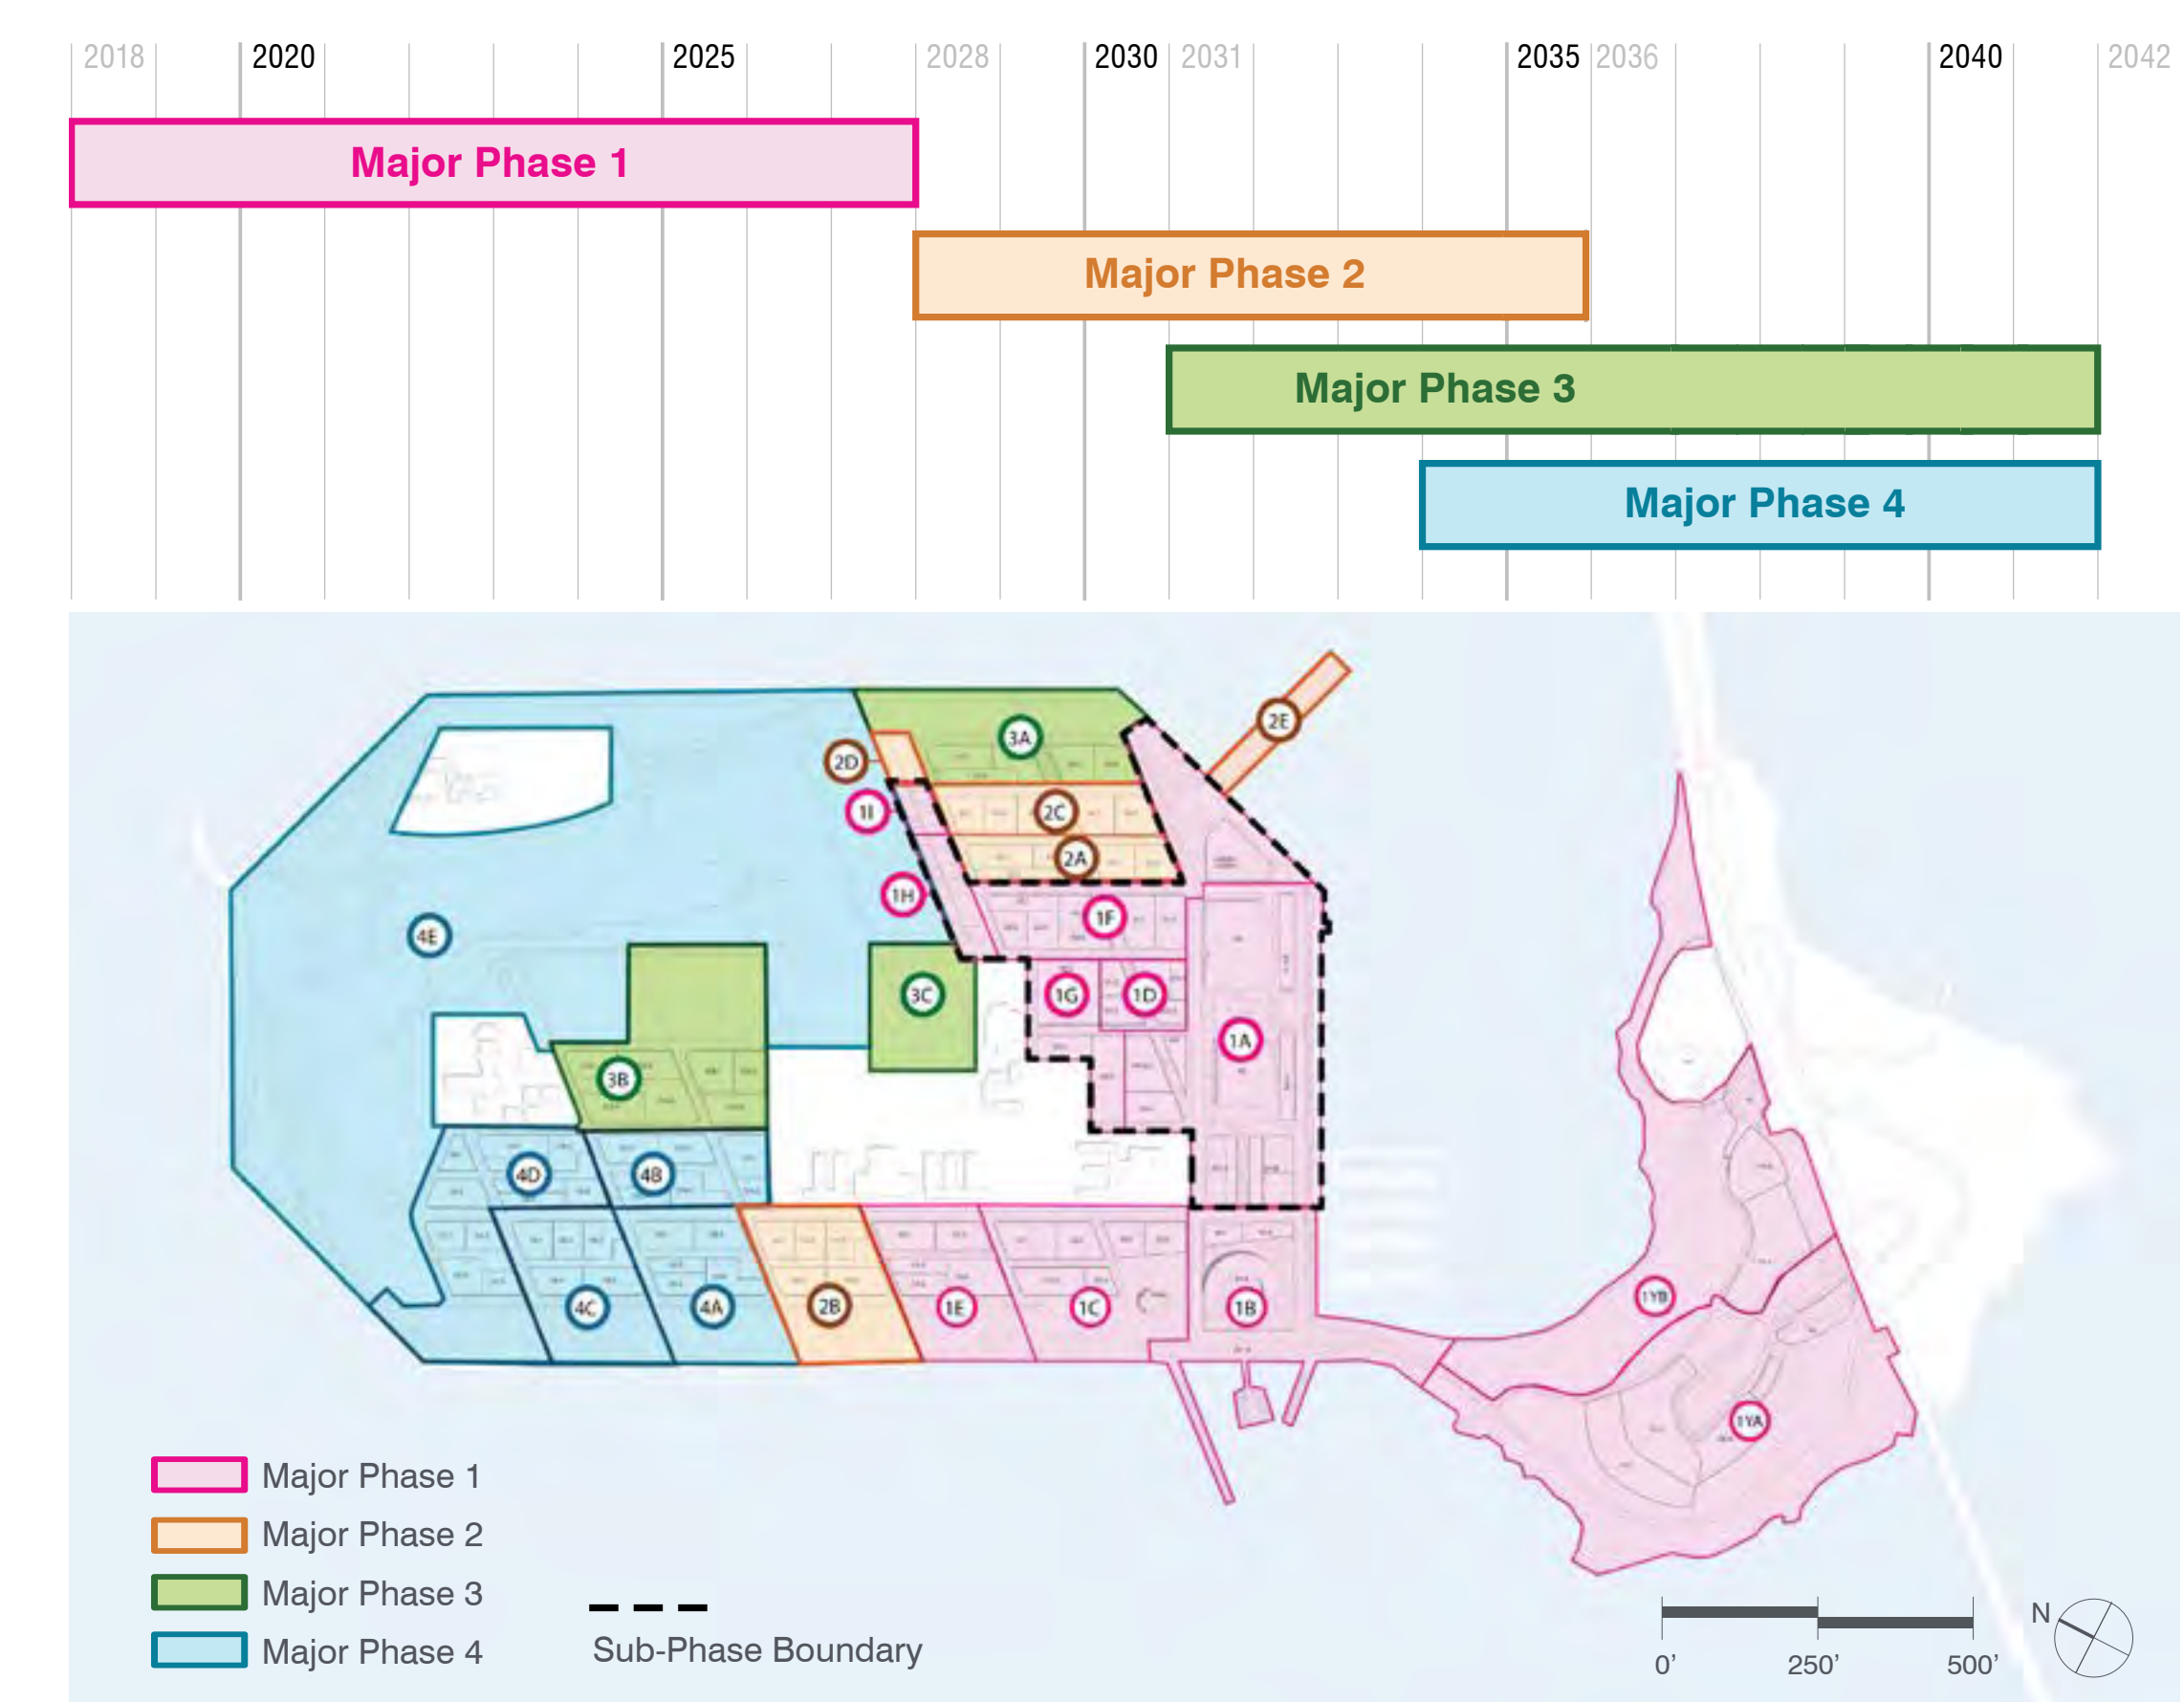 2018 2020 2025 2028 2030 2031 2035 2036 2040 2042
Major Phase 1
Major Phase 2
Major Phase 3
Major Phase 4
2E
3A
2D
1I
2C
2A
1H
1F
4E
3C
1G
1D
1A
3B
4D
4B
1YB
4C
4A
2B
1E
1C
1B
1YA
Major Phase 1
Major Phase 2
Major Phase 3
Major Phase 4
Sub-Phase Boundary
N
0’ 250’ 500’